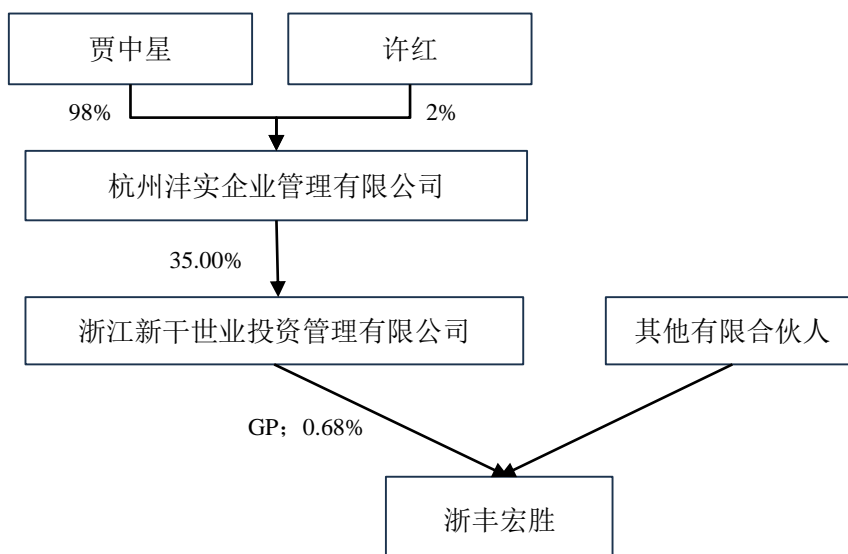 贾中星
许红
98%
2%
杭州沣实企业管理有限公司
35.00%
浙江新干世业投资管理有限公司
其他有限合伙人
GP；0.68%
浙丰宏胜